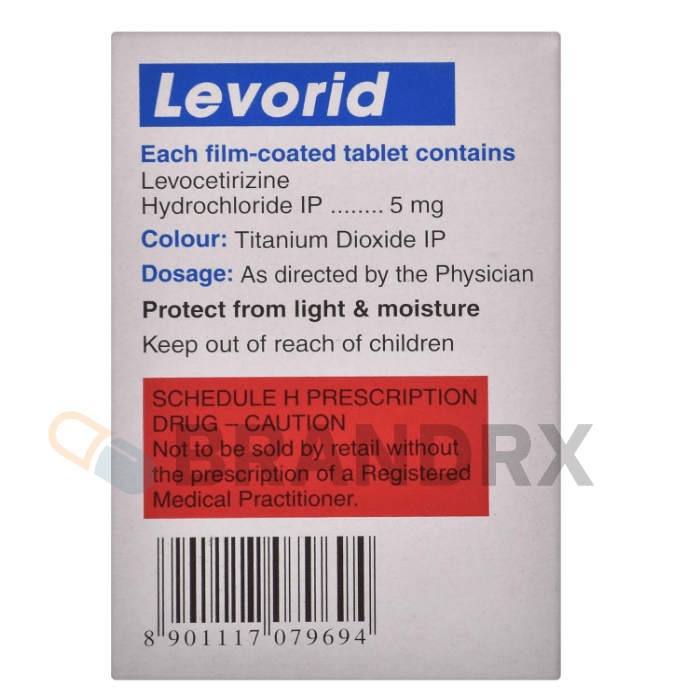 Levorid
Each film-coated tablet contains
Levocetirizine
Hydrochloride IP ........ 5 mg
Colour: Titanium Dioxide IP
Dosage: As directed by the Physician
Protect from light & moisture
Keep out of reach of children
SCHEDULE H PRESCRIPTION
DRUG – CAUTION
Not to be sold by retail without
the prescription of a Registered
Medical Practitioner.
BRANDRX
8 901117 079694